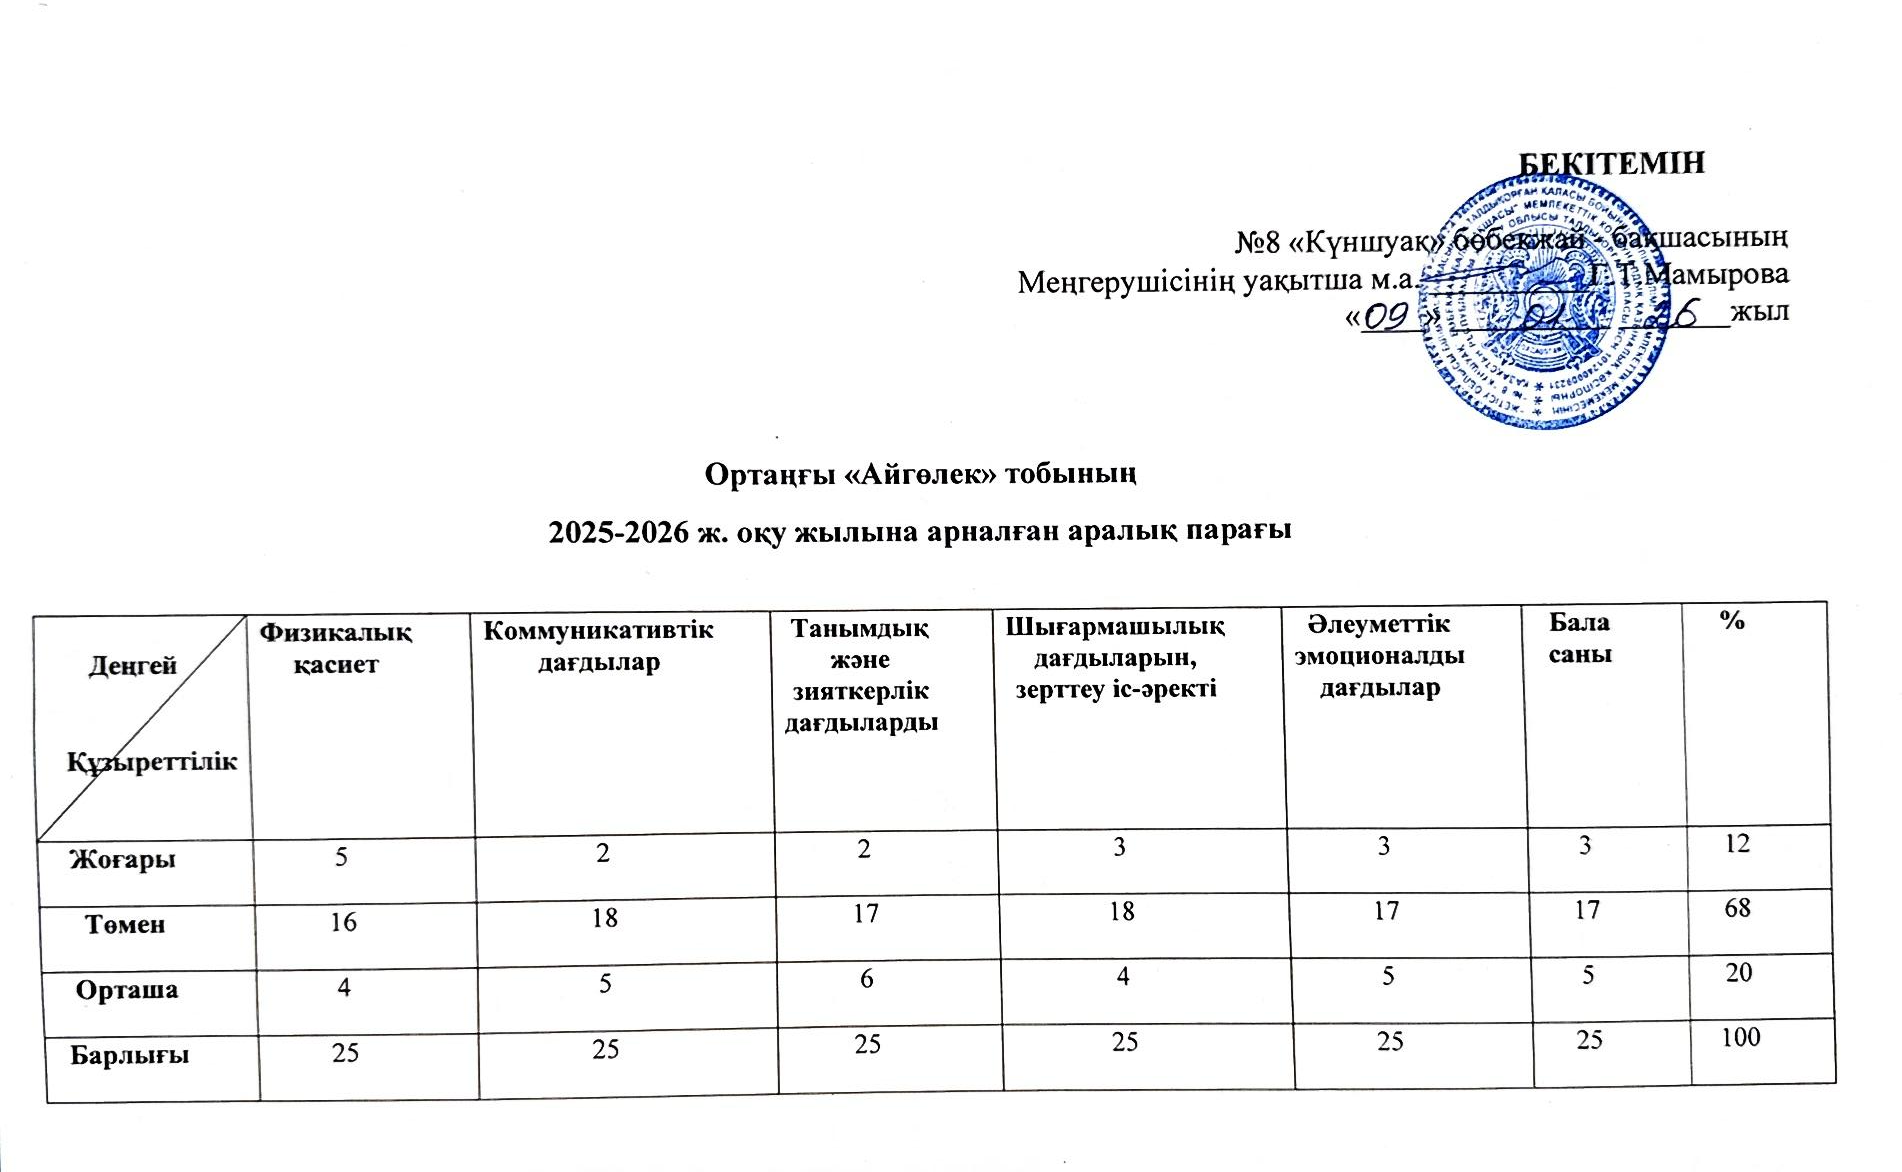 БЕКІТЕМІН
№8 «Күншуақ» бөбекжай - бақшасының
Меңгерушісінің уақытша м.а. Г.Т.Мамырова
«09» 01 26 жыл
Ортаңғы «Айгөлек» тобының
2025-2026 ж. оқу жылына арналған аралық парағы
Деңгей
Құзыреттілік
Физикалық
қасиет
Коммуникативтік
дағдылар
Танымдық
және
зияткерлік
дағдыларды
Шығармашылық
дағдыларын,
зерттеу іс-әректі
Әлеуметтік
эмоционалды
дағдылар
Бала
саны
%
Жоғары 5 2 2 3 3 3 12
Төмен 16 18 17 18 17 17 68
Орташа 4 5 6 4 5 5 20
Барлығы 25 25 25 25 25 25 100